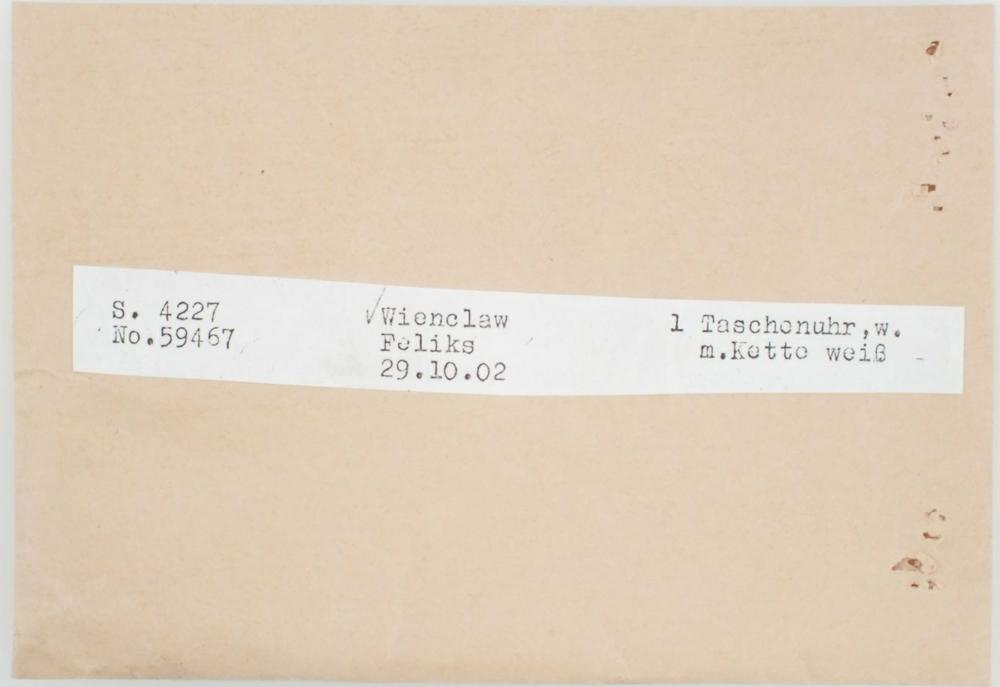 S. 4227
No.59467
√Wienclaw
Feliks
29.10.02
1 Taschenuhr,w.
m.Kette weiß